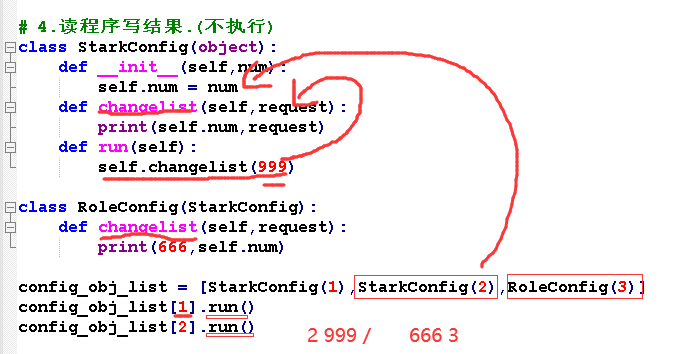 # 4.读程序写结果.(不执行)
class StarkConfig(object):
    def __init__(self,num):
        self.num = num
    def changelist(self,request):
        print(self.num,request)
    def run(self):
        self.changelist(999)
class RoleConfig(StarkConfig):
    def changelist(self,request):
        print(666,self.num)
config_obj_list = [StarkConfig(1),StarkConfig(2),RoleConfig(3)]
config_obj_list[1].run()
config_obj_list[2].run()
2 999 / 666 3